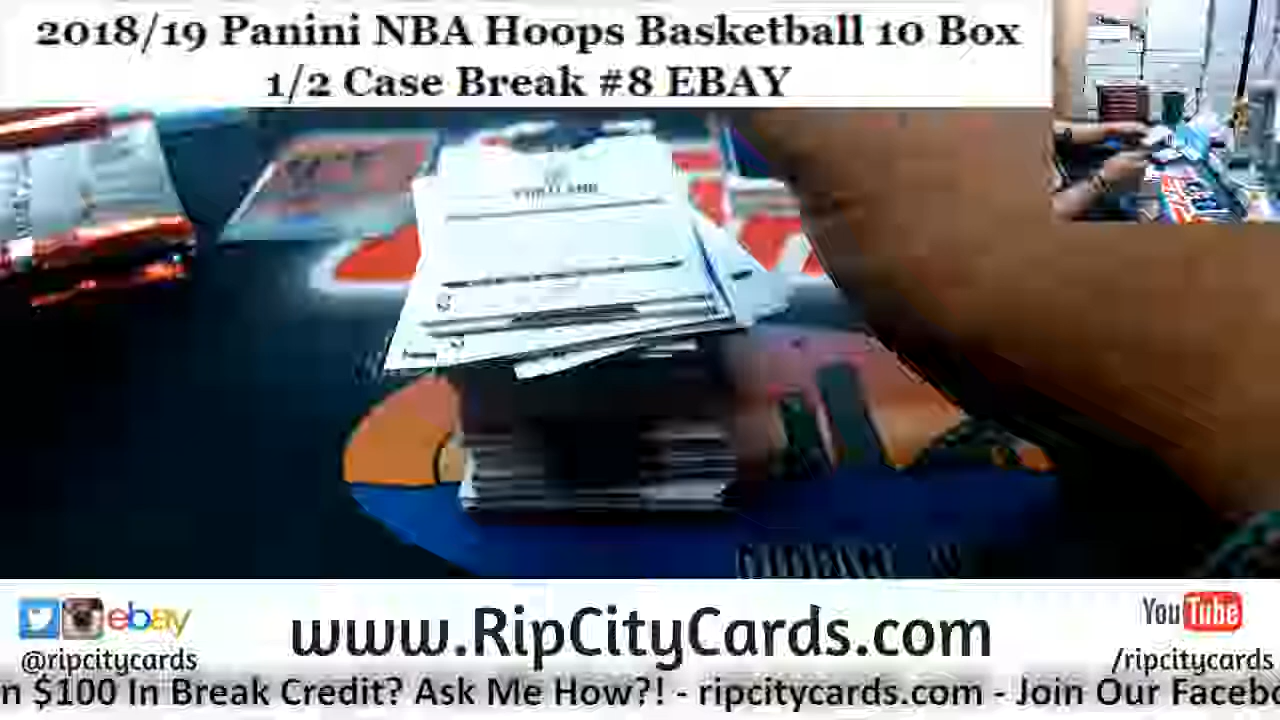 2018/19 Panini NBA Hoops Basketball 10 Box
1/2 Case Break #8 EBAY
ebay
@ripcitycards
www.RipCityCards.com
YouTube
/ripcitycards
n $100 In Break Credit? Ask Me How?! - ripcitycards.com - Join Our Facebo